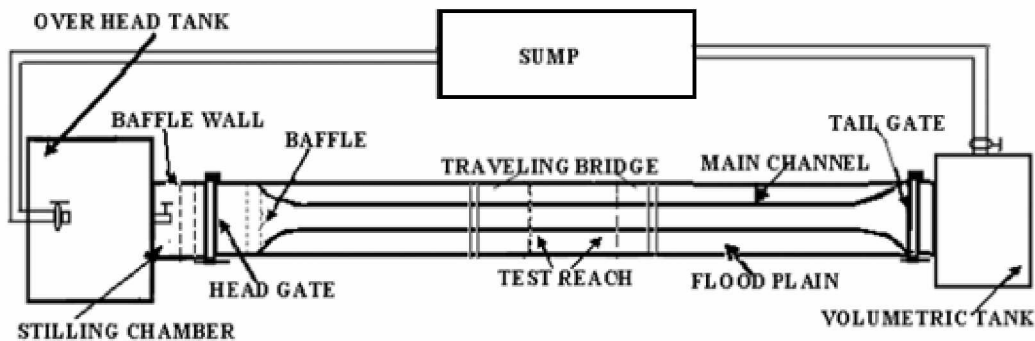 OVER HEAD TANK
SUMP
BAFFLE WALL
BAFFLE
TAIL GATE
TRAVELING BRIDGE
MAIN CHANNEL
HEAD GATE
TEST REACH
FLOOD PLAIN
STILLING CHAMBER
VOLUMETRIC TANK